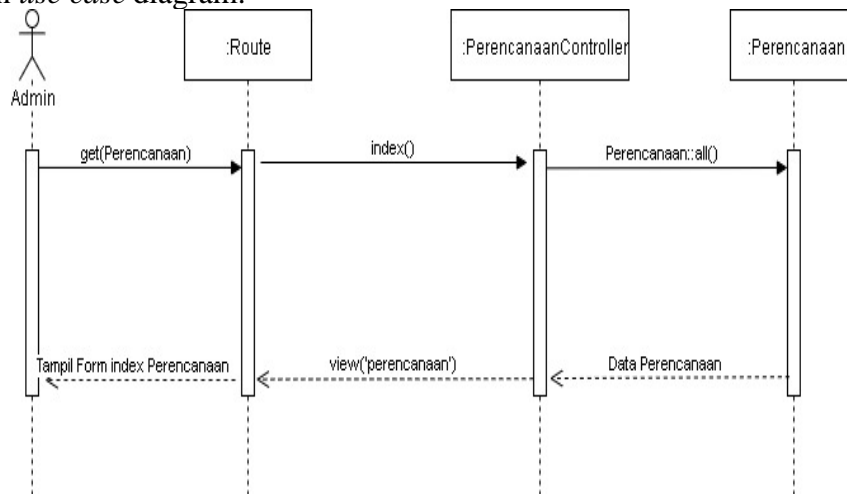 use case diagram.
:Route
:PerencanaanController
:Perencanaan
Admin
get(Perencanaan)
index()
Perencanaan::all()
Tampil Form index Perencanaan
view('perencanaan')
Data Perencanaan